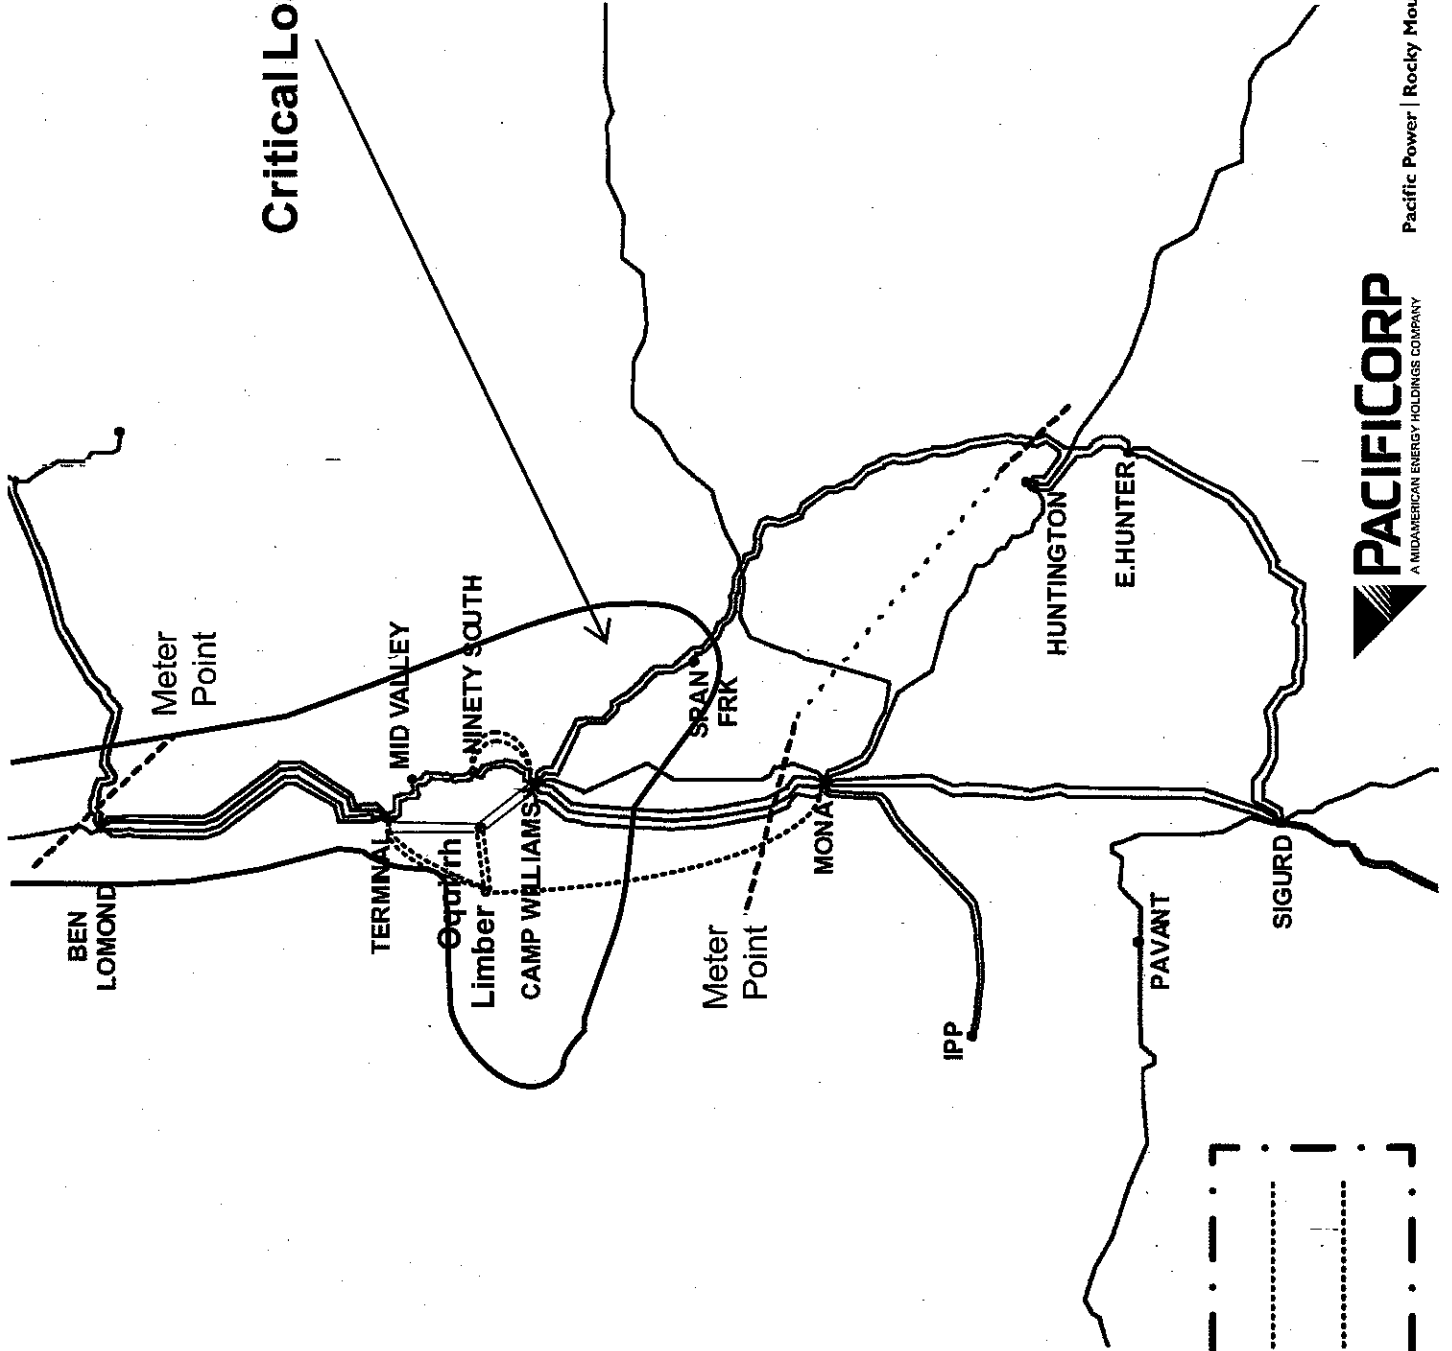 Critical Lo
Meter
Point
BEN
LOMOND
MID VALLEY
NINETY SOUTH
TERMINAL
Oquirrh
Limber
CAMP WILLIAMS
SPAN
FRK
Meter
Point
MONA
IPP
HUNTINGTON
E.HUNTER
PAVANT
SIGURD
PACIFICORP
A MIDAMERICAN ENERGY HOLDINGS COMPANY
Pacific Power | Rocky Mou